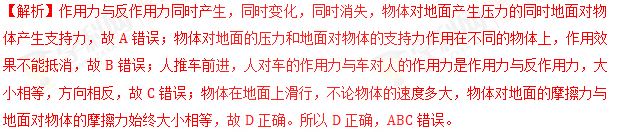 【解析】作用力与反作用力同时产生，同时变化，同时消失，物体对地面产生压力的同时地面对物
体产生支持力，故 A 错误；物体对地面的压力和地面对物体的支持力作用在不同的物体上，作用效
果不能抵消，故 B 错误；人推车前进，人对车的作用力与车对人的作用力是作用力与反作用力，大
小相等，方向相反，故 C 错误；物体在地面上滑行，不论物体的速度多大，物体对地面的摩擦力与
地面对物体的摩擦力始终大小相等，故 D 正确。所以 D 正确，ABC 错误。